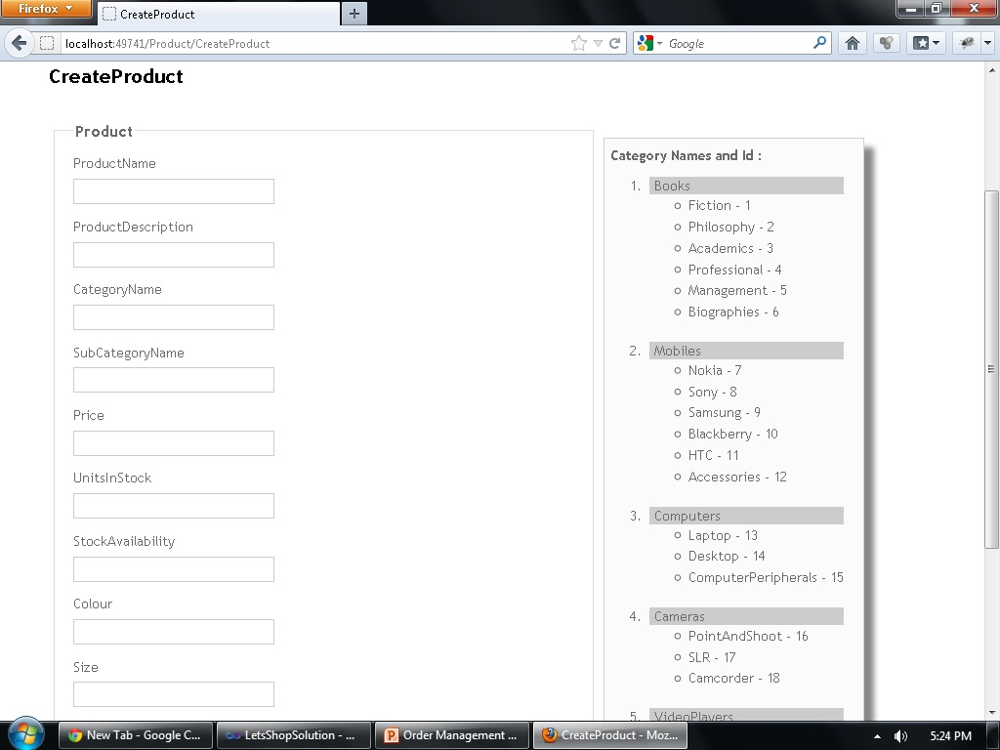 Firefox
CreateProduct
localhost:49741/Product/CreateProduct
Google
CreateProduct
Product
ProductName
ProductDescription
CategoryName
SubCategoryName
Price
UnitsInStock
StockAvailability
Colour
Size
Category Names and Id :
1. Books
Fiction - 1
Philosophy - 2
Academics - 3
Professional - 4
Management - 5
Biographies - 6
2. Mobiles
Nokia - 7
Sony - 8
Samsung - 9
Blackberry - 10
HTC - 11
Accessories - 12
3. Computers
Laptop - 13
Desktop - 14
ComputerPeripherals - 15
4. Cameras
PointAndShoot - 16
SLR - 17
Camcorder - 18
5. VideoPlayers
New Tab - Google C...
LetsShopSolution - ...
Order Management ...
CreateProduct - Moz...
5:24 PM